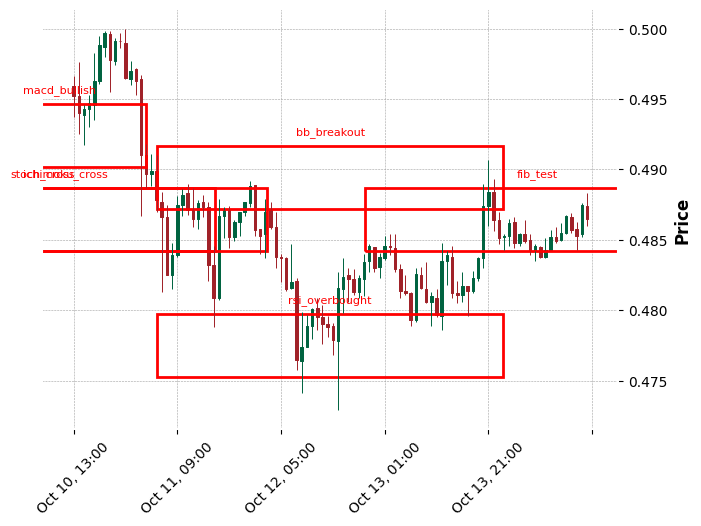 0.500
macd_bullish
0.495
bb_breakout
0.490
fib_test
0.485
Price
rsi_overbought
0.480
0.475
Oct 10, 13:00
Oct 11, 09:00
Oct 12, 05:00
Oct 13, 01:00
Oct 13, 21:00